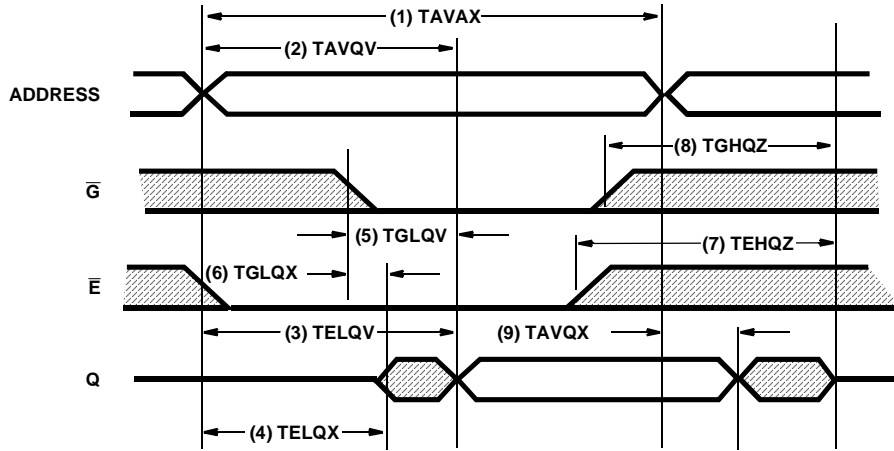 (1) TAVAX
(2) TAVQV
ADDRESS
(8) TGHQZ
G̅
(5) TGLQV
(7) TEHQZ
(6) TGLQX
E̅
(3) TELQV
(9) TAVQX
Q
(4) TELQX